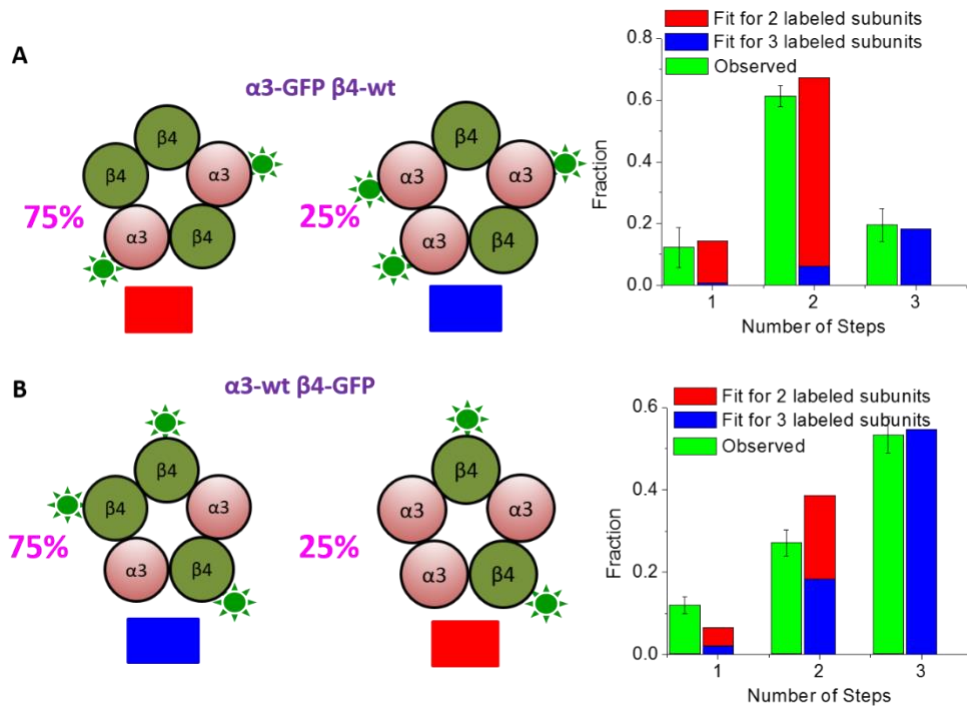 A
α3-GFP β4-wt
β4
β4
α3
α3
β4
75%
β4
α3
α3
α3
β4
25%
Fit for 2 labeled subunits
Fit for 3 labeled subunits
Observed
0.8
0.6
0.4
0.2
0.0
Fraction
1 2 3
Number of Steps
B
α3-wt β4-GFP
β4
β4
α3
α3
β4
75%
β4
α3
α3
α3
β4
25%
Fit for 2 labeled subunits
Fit for 3 labeled subunits
Observed
0.6
0.4
0.2
0.0
Fraction
1 2 3
Number of Steps